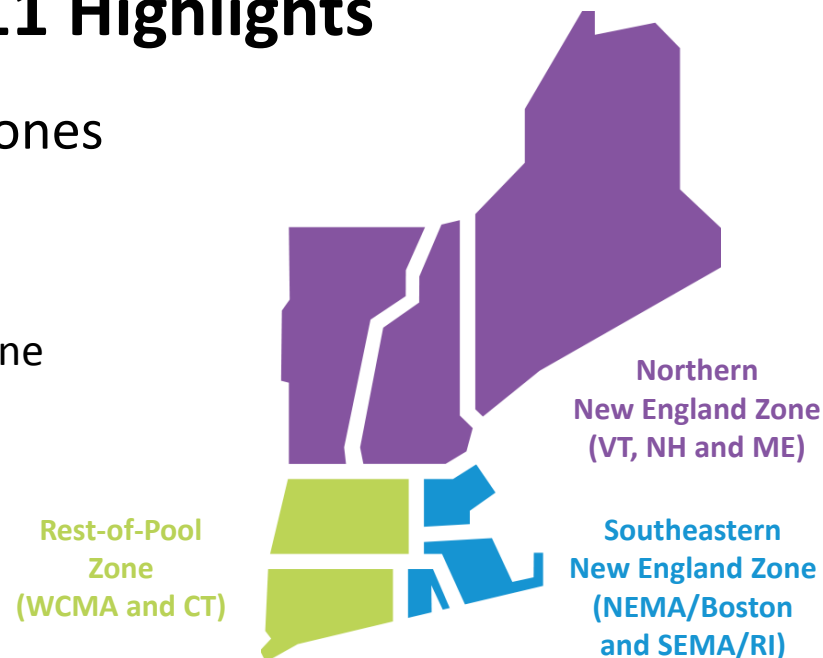 11 Highlights
ones
ne
Northern
New England Zone
(VT, NH and ME)
Rest-of-Pool
Zone
(WCMA and CT)
Southeastern
New England Zone
(NEMA/Boston
and SEMA/RI)